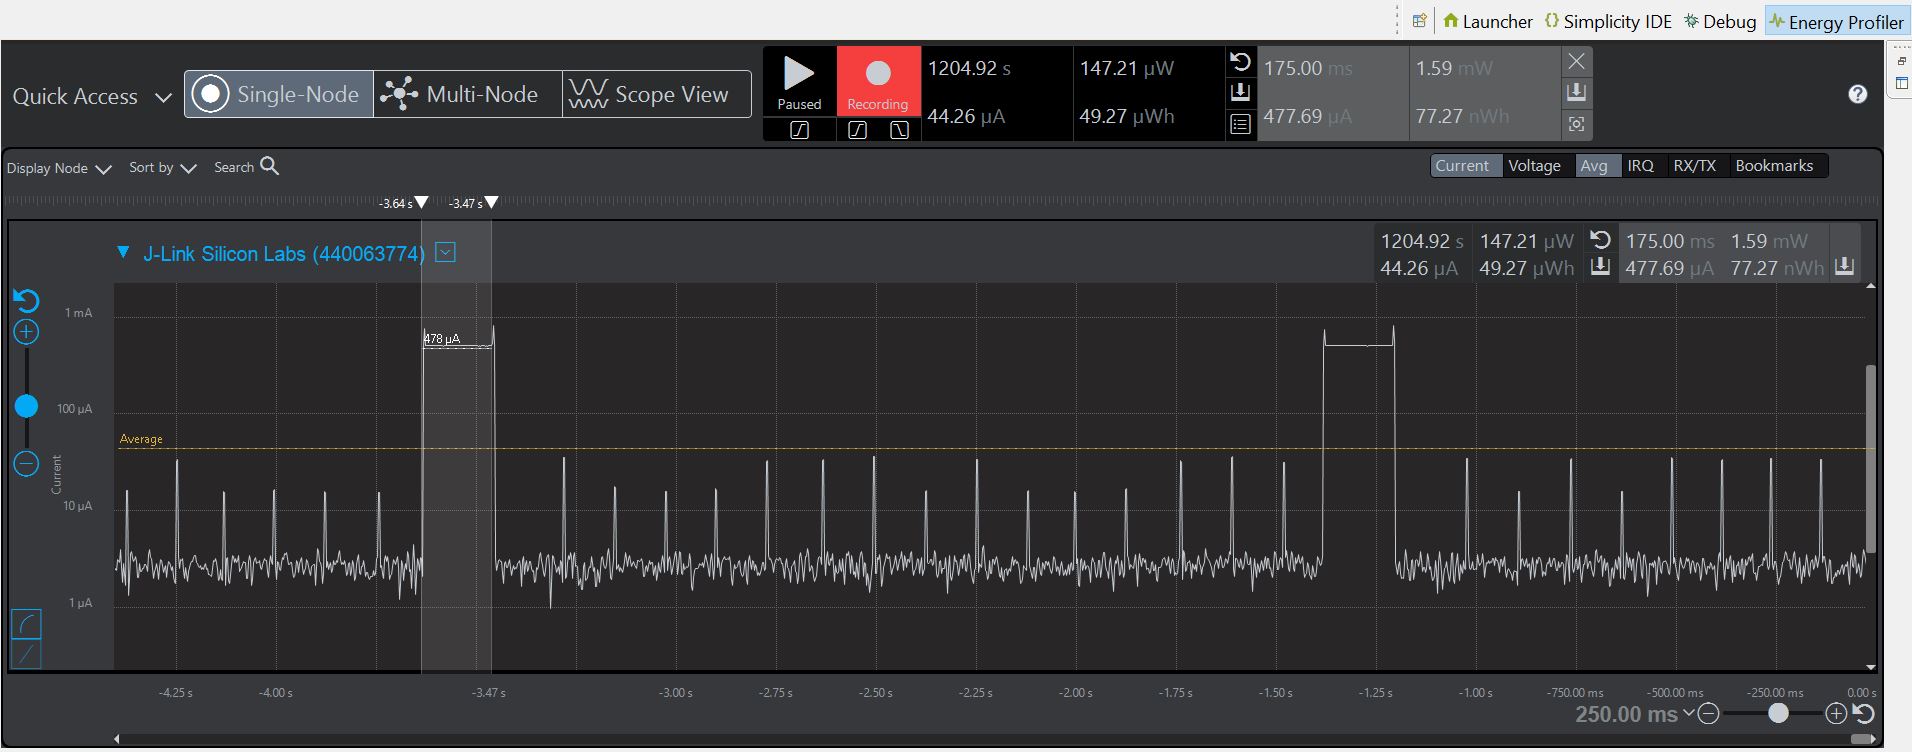 Launcher {} Simplicity IDE Debug Energy Profiler
Quick Access Single-Node Multi-Node Scope View
Paused Recording
1204.92 s 147.21 µW 175.00 ms 1.59 mW
44.26 µA 49.27 µWh 477.69 µA 77.27 nWh
?
Display Node Sort by Search Current Voltage Avg IRQ RX/TX Bookmarks
-3.64 s -3.47 s
J-Link Silicon Labs (440063774)
1204.92 s 147.21 µW 175.00 ms 1.59 mW
44.26 µA 49.27 µWh 477.69 µA 77.27 nWh
1 mA
478 µA
100 µA
Average
Current
10 µA
1 µA
-4.25 s -4.00 s -3.47 s -3.00 s -2.75 s -2.50 s -2.25 s -2.00 s -1.75 s -1.50 s -1.25 s -1.00 s -750.00 ms -500.00 ms -250.00 ms 0.00 s
250.00 ms